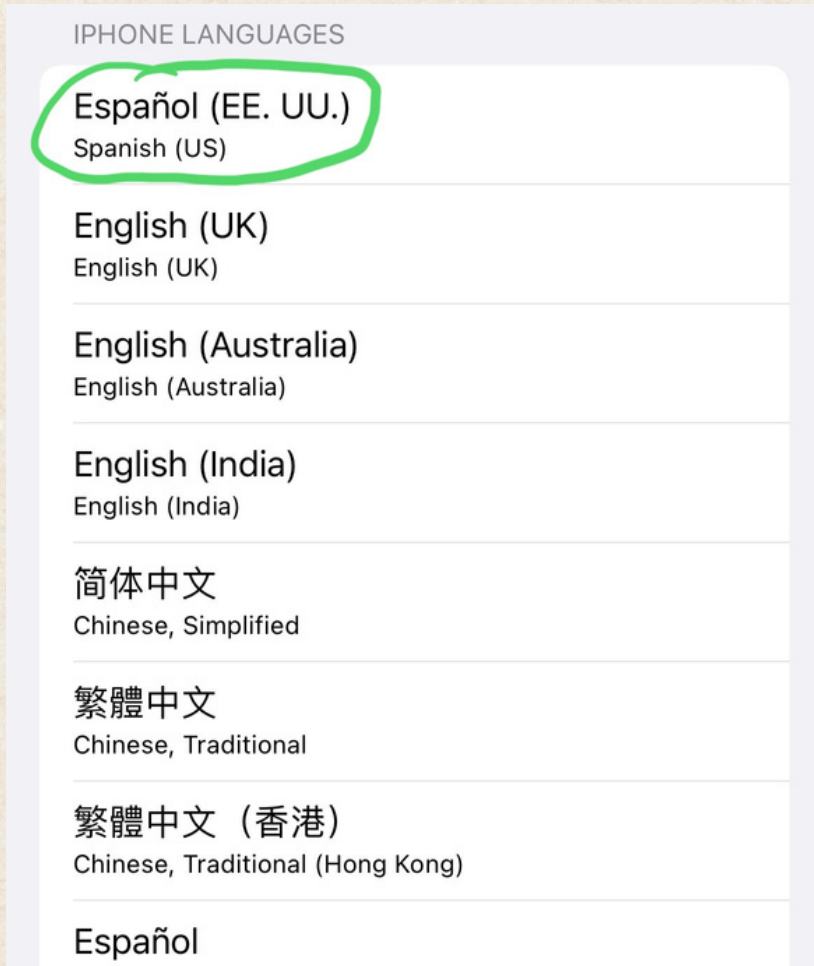 IPHONE LANGUAGES
Español (EE. UU.)
Spanish (US)
English (UK)
English (UK)
English (Australia)
English (Australia)
English (India)
English (India)
简体中文
Chinese, Simplified
繁體中文
Chinese, Traditional
繁體中文（香港）
Chinese, Traditional (Hong Kong)
Español